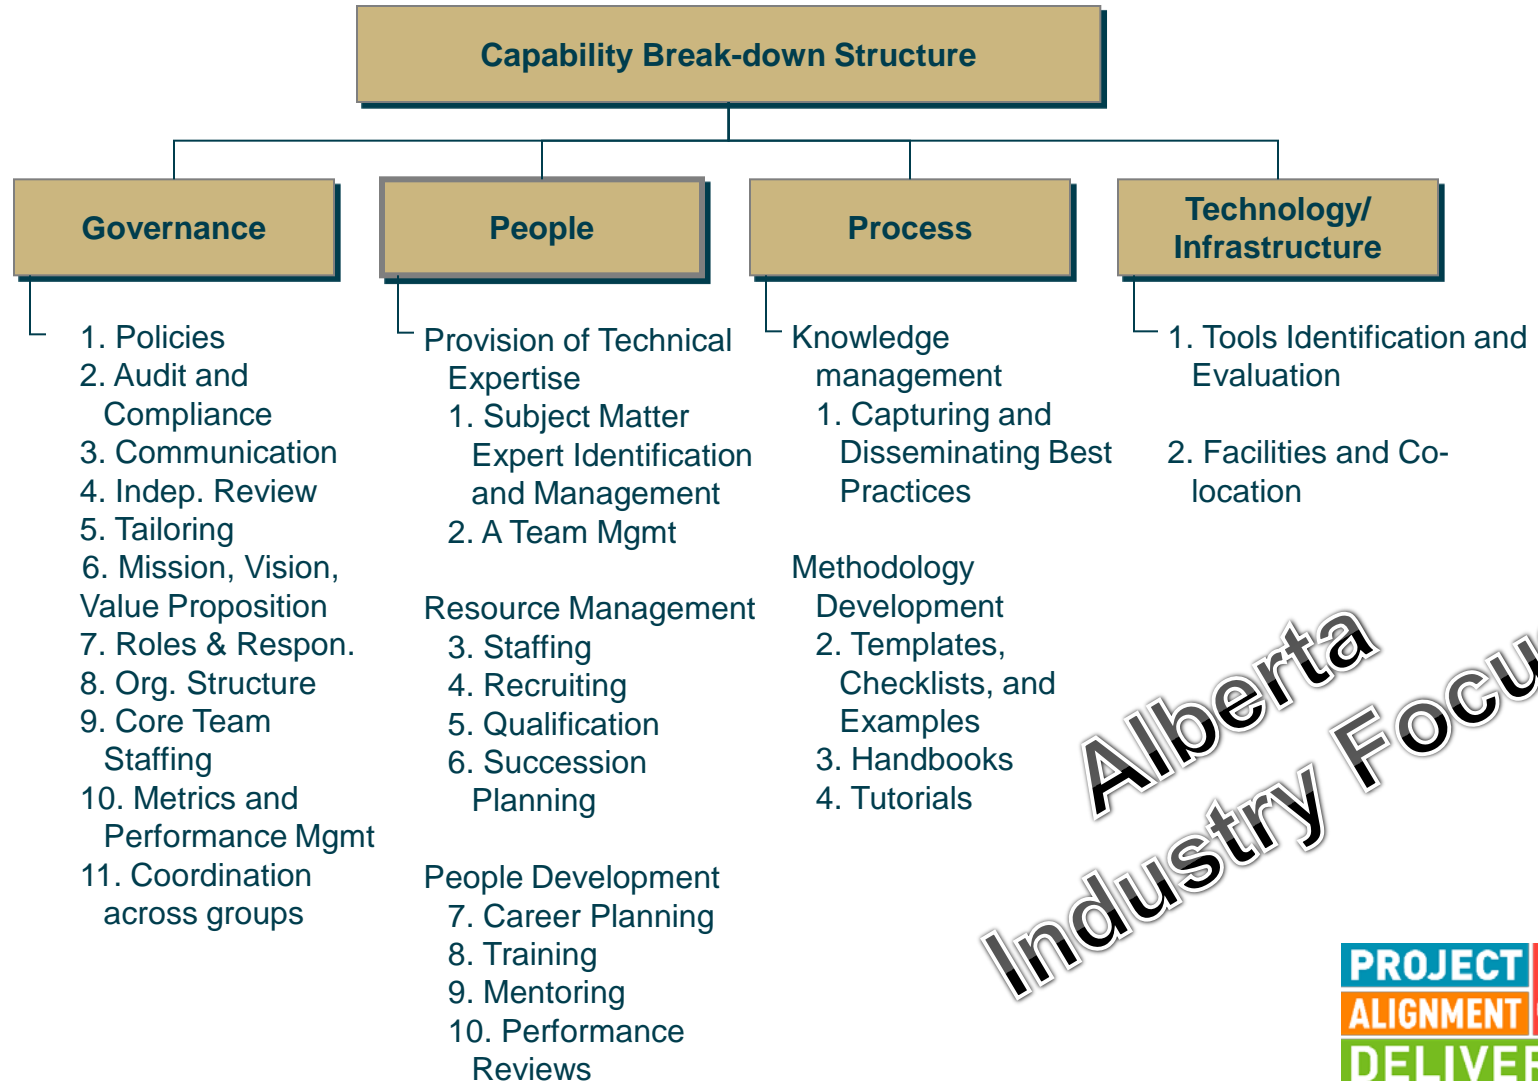 Capability Break-down Structure
Governance
1. Policies
2. Audit and
Compliance
3. Communication
4. Indep. Review
5. Tailoring
6. Mission, Vision,
Value Proposition
7. Roles & Respon.
8. Org. Structure
9. Core Team
Staffing
10. Metrics and
Performance Mgmt
11. Coordination
across groups
People
Provision of Technical
Expertise
1. Subject Matter
Expert Identification
and Management
2. A Team Mgmt
Resource Management
3. Staffing
4. Recruiting
5. Qualification
6. Succession
Planning
People Development
7. Career Planning
8. Training
9. Mentoring
10. Performance
Reviews
Process
Knowledge
management
1. Capturing and
Disseminating Best
Practices
Methodology
Development
2. Templates,
Checklists, and
Examples
3. Handbooks
4. Tutorials
Technology/
Infrastructure
1. Tools Identification and
Evaluation
2. Facilities and Co-
location
Alberta
Industry Focu
PROJECT
ALIGNMENT
DELIVER